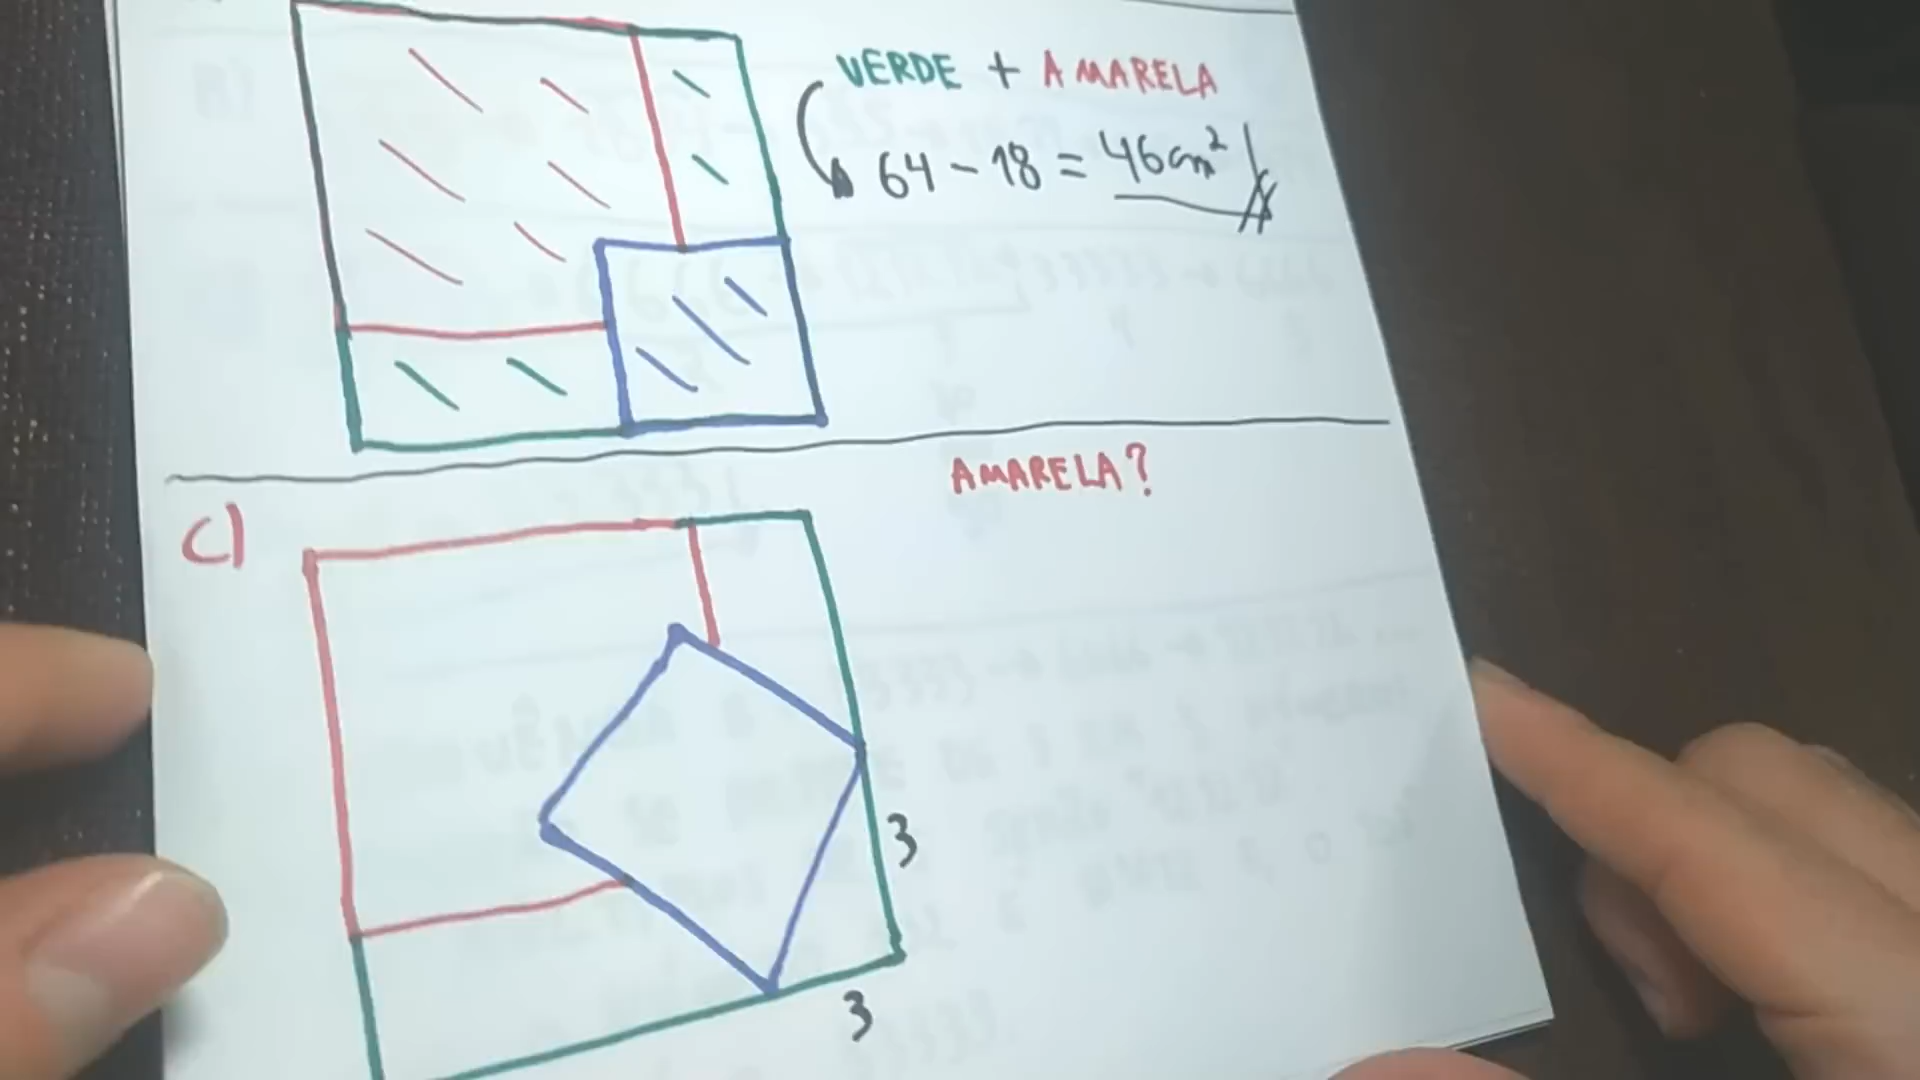 VERDE + AMARELA
64 - 18 = 46cm²
AMARELA?
C)
3
3